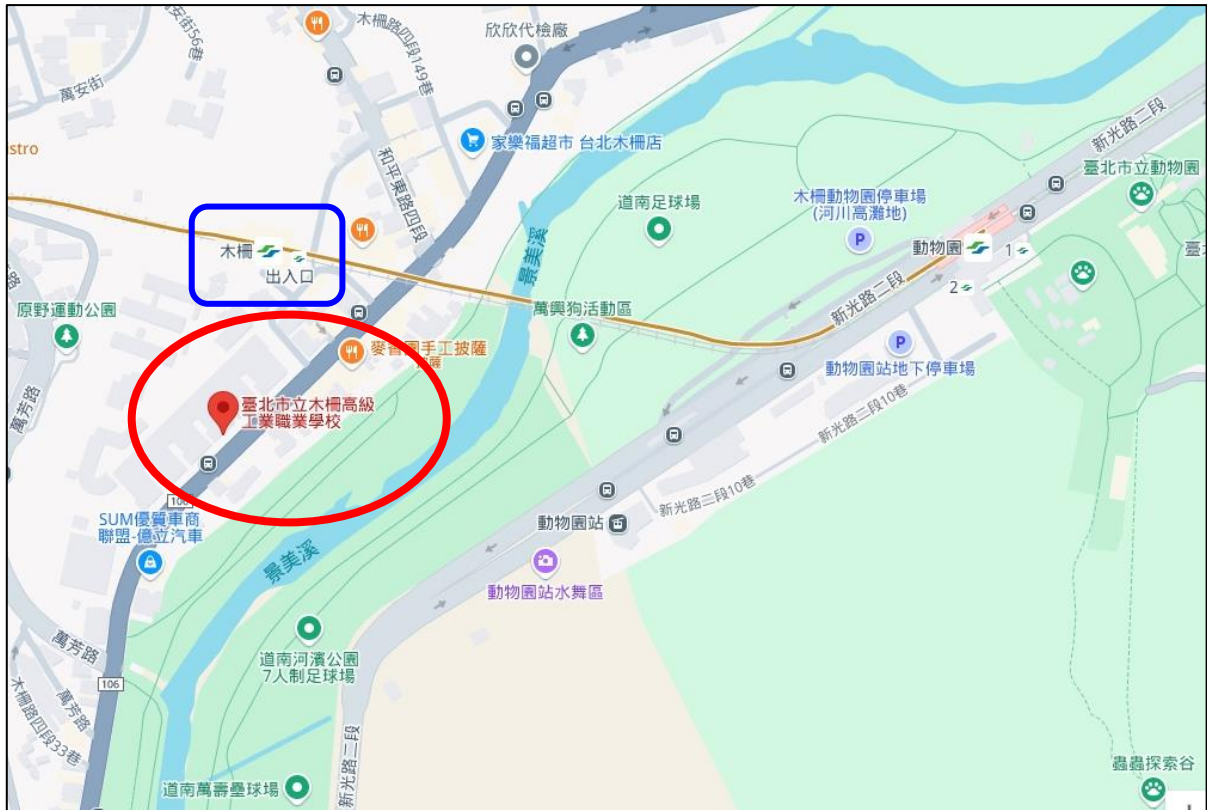 木柵路四段149巷
欣欣代檢廠
萬安街56巷
萬安街
stro
家樂福超市 台北木柵店
和平東路四段
新光路二段
臺北市立動物園
道南足球場
木柵動物園停車場
(河川高灘地)
木柵
出入口
景美溪
動物園
1
2
新光路二段
原野運動公園
萬興狗活動區
麥香園手工披薩
動物園站地下停車場
萬芳路
臺北市立木柵高級
工業職業學校
新光路二段10巷
新光路二段10巷
106
SUM優質車商
聯盟-億立汽車
動物園站
景美溪
動物園站水舞區
道南河濱公園
7人制足球場
萬芳路
106
萬芳路
木柵路四段33巷
新光路二段
道南萬壽壘球場
蟲蟲探索谷